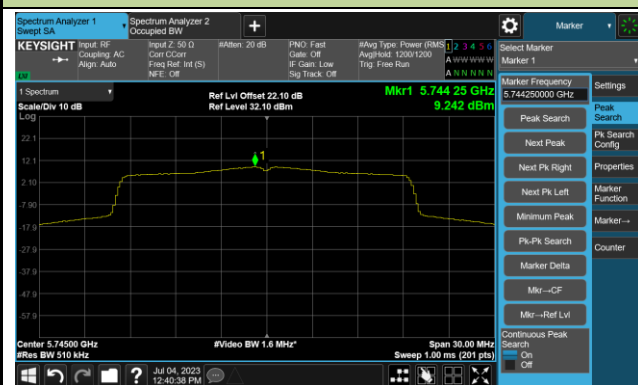 Spectrum Analyzer 1
Swept SA
Spectrum Analyzer 2
Occupied BW
+
Marker
KEYSIGHT
Input: RF
Coupling: AC
Align: Auto
Input Z: 50 Ω
Corr CCorr
Freq Ref: Int (S)
NFE: Off
#Atten: 20 dB
PNO: Fast
Gate: Off
IF Gain: Low
Sig Track: Off
#Avg Type: Power (RMS
Avg|Hold: 1200/1200
Trig: Free Run
1 2 3 4 5 6
A W W W W W
A N N N N N
LVI
Select Marker
Marker 1
1 Spectrum
Scale/Div 10 dB
Log
Ref Lvl Offset 22.10 dB
Ref Level 32.10 dBm
Mkr1 5.744 25 GHz
9.242 dBm
22.1
12.1
2.10
-7.90
-17.9
-27.9
-37.9
-47.9
-57.9
1
Center 5.74500 GHz
#Res BW 510 kHz
#Video BW 1.6 MHz*
Span 30.00 MHz
Sweep 1.00 ms (201 pts)
Marker Frequency
5.744250000 GHz
Peak Search
Next Peak
Next Pk Right
Next Pk Left
Minimum Peak
Pk-Pk Search
Marker Delta
Mkr→CF
Mkr→Ref Lvl
Continuous Peak
Search
On
Off
Settings
Peak
Search
Pk Search
Config
Properties
Marker
Function
Marker→
Counter
?
Jul 04, 2023
12:40:38 PM